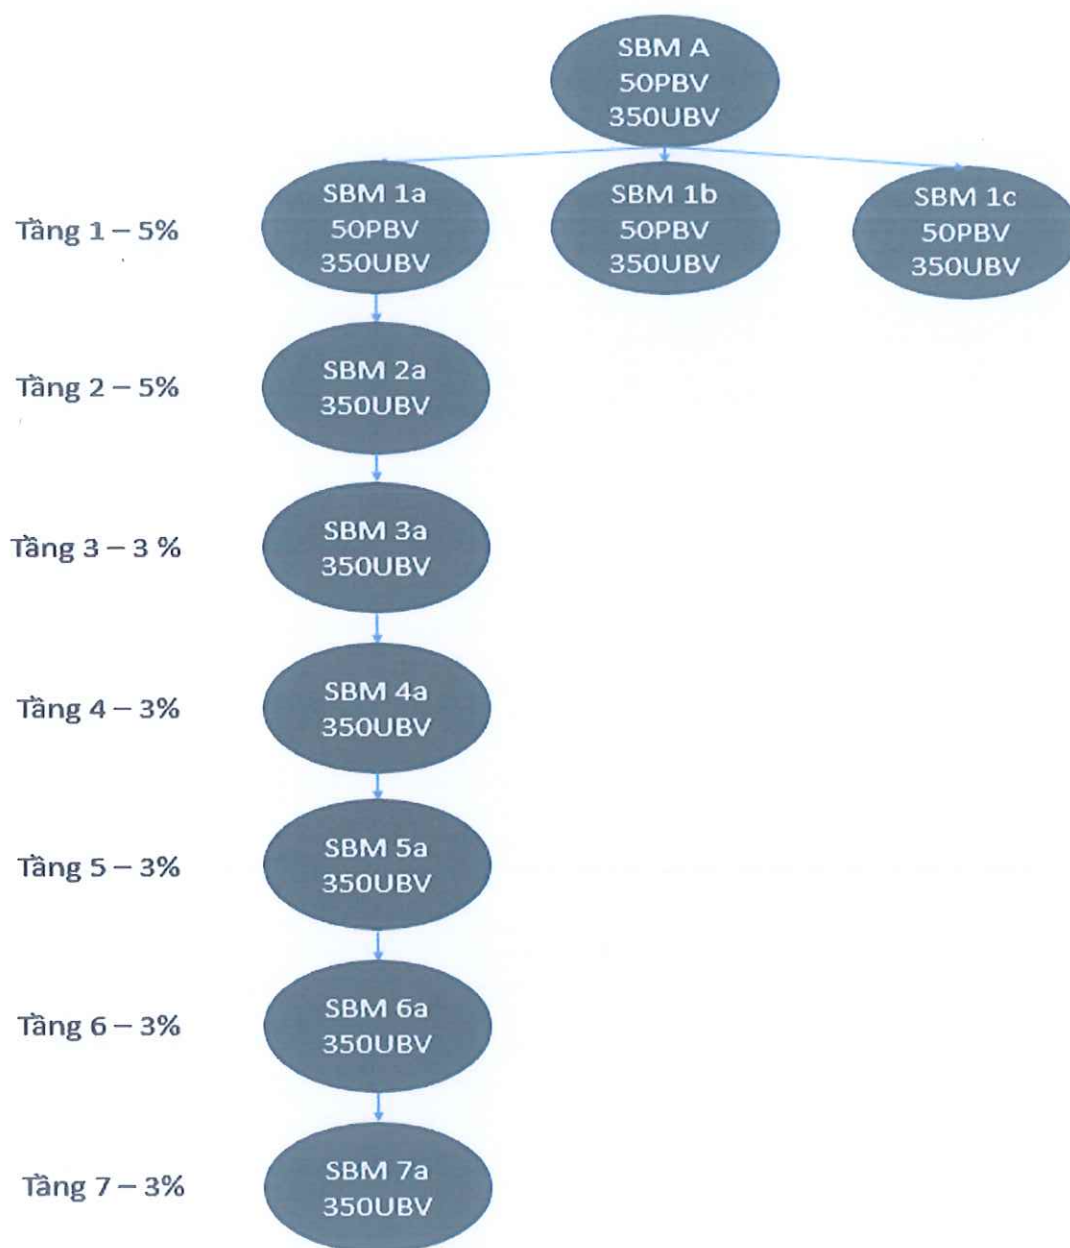 SBM A
50PBV
350UBV
Tầng 1 – 5%
SBM 1a
50PBV
350UBV
SBM 1b
50PBV
350UBV
SBM 1c
50PBV
350UBV
Tầng 2 – 5%
SBM 2a
350UBV
Tầng 3 – 3 %
SBM 3a
350UBV
Tầng 4 – 3%
SBM 4a
350UBV
Tầng 5 – 3%
SBM 5a
350UBV
Tầng 6 – 3%
SBM 6a
350UBV
Tầng 7 – 3%
SBM 7a
350UBV